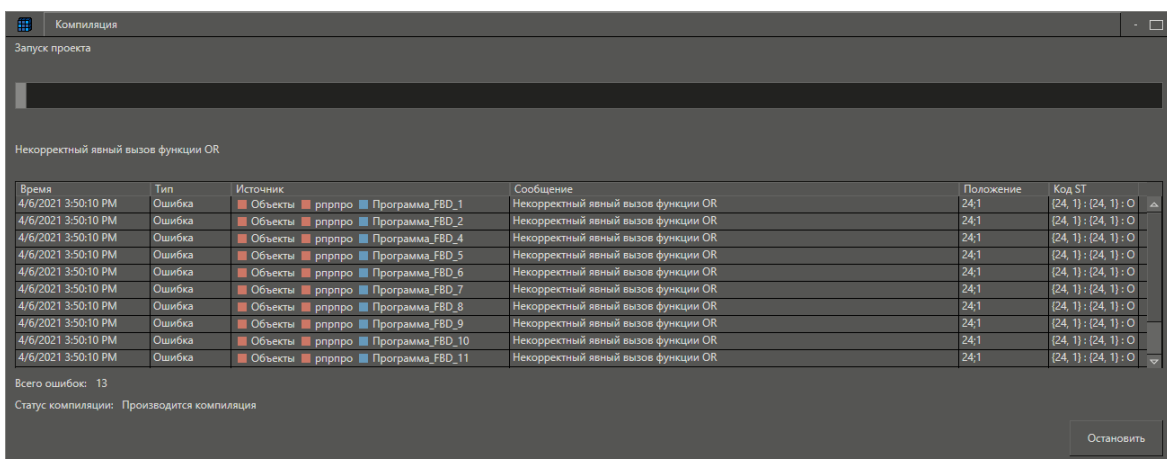 Компиляция
Запуск проекта
Некорректный явный вызов функции OR
Время Тип Источник Сообщение Положение Код ST
4/6/2021 3:50:10 PM Ошибка Объекты рпрпро Программа_FBD_1 Некорректный явный вызов функции OR 24;1 {24, 1} : {24, 1} : O
4/6/2021 3:50:10 PM Ошибка Объекты рпрпро Программа_FBD_2 Некорректный явный вызов функции OR 24;1 {24, 1} : {24, 1} : O
4/6/2021 3:50:10 PM Ошибка Объекты рпрпро Программа_FBD_4 Некорректный явный вызов функции OR 24;1 {24, 1} : {24, 1} : O
4/6/2021 3:50:10 PM Ошибка Объекты рпрпро Программа_FBD_5 Некорректный явный вызов функции OR 24;1 {24, 1} : {24, 1} : O
4/6/2021 3:50:10 PM Ошибка Объекты рпрпро Программа_FBD_6 Некорректный явный вызов функции OR 24;1 {24, 1} : {24, 1} : O
4/6/2021 3:50:10 PM Ошибка Объекты рпрпро Программа_FBD_7 Некорректный явный вызов функции OR 24;1 {24, 1} : {24, 1} : O
4/6/2021 3:50:10 PM Ошибка Объекты рпрпро Программа_FBD_8 Некорректный явный вызов функции OR 24;1 {24, 1} : {24, 1} : O
4/6/2021 3:50:10 PM Ошибка Объекты рпрпро Программа_FBD_9 Некорректный явный вызов функции OR 24;1 {24, 1} : {24, 1} : O
4/6/2021 3:50:10 PM Ошибка Объекты рпрпро Программа_FBD_10 Некорректный явный вызов функции OR 24;1 {24, 1} : {24, 1} : O
4/6/2021 3:50:10 PM Ошибка Объекты рпрпро Программа_FBD_11 Некорректный явный вызов функции OR 24;1 {24, 1} : {24, 1} : O
Всего ошибок: 13
Статус компиляции: Производится компиляция
Остановить